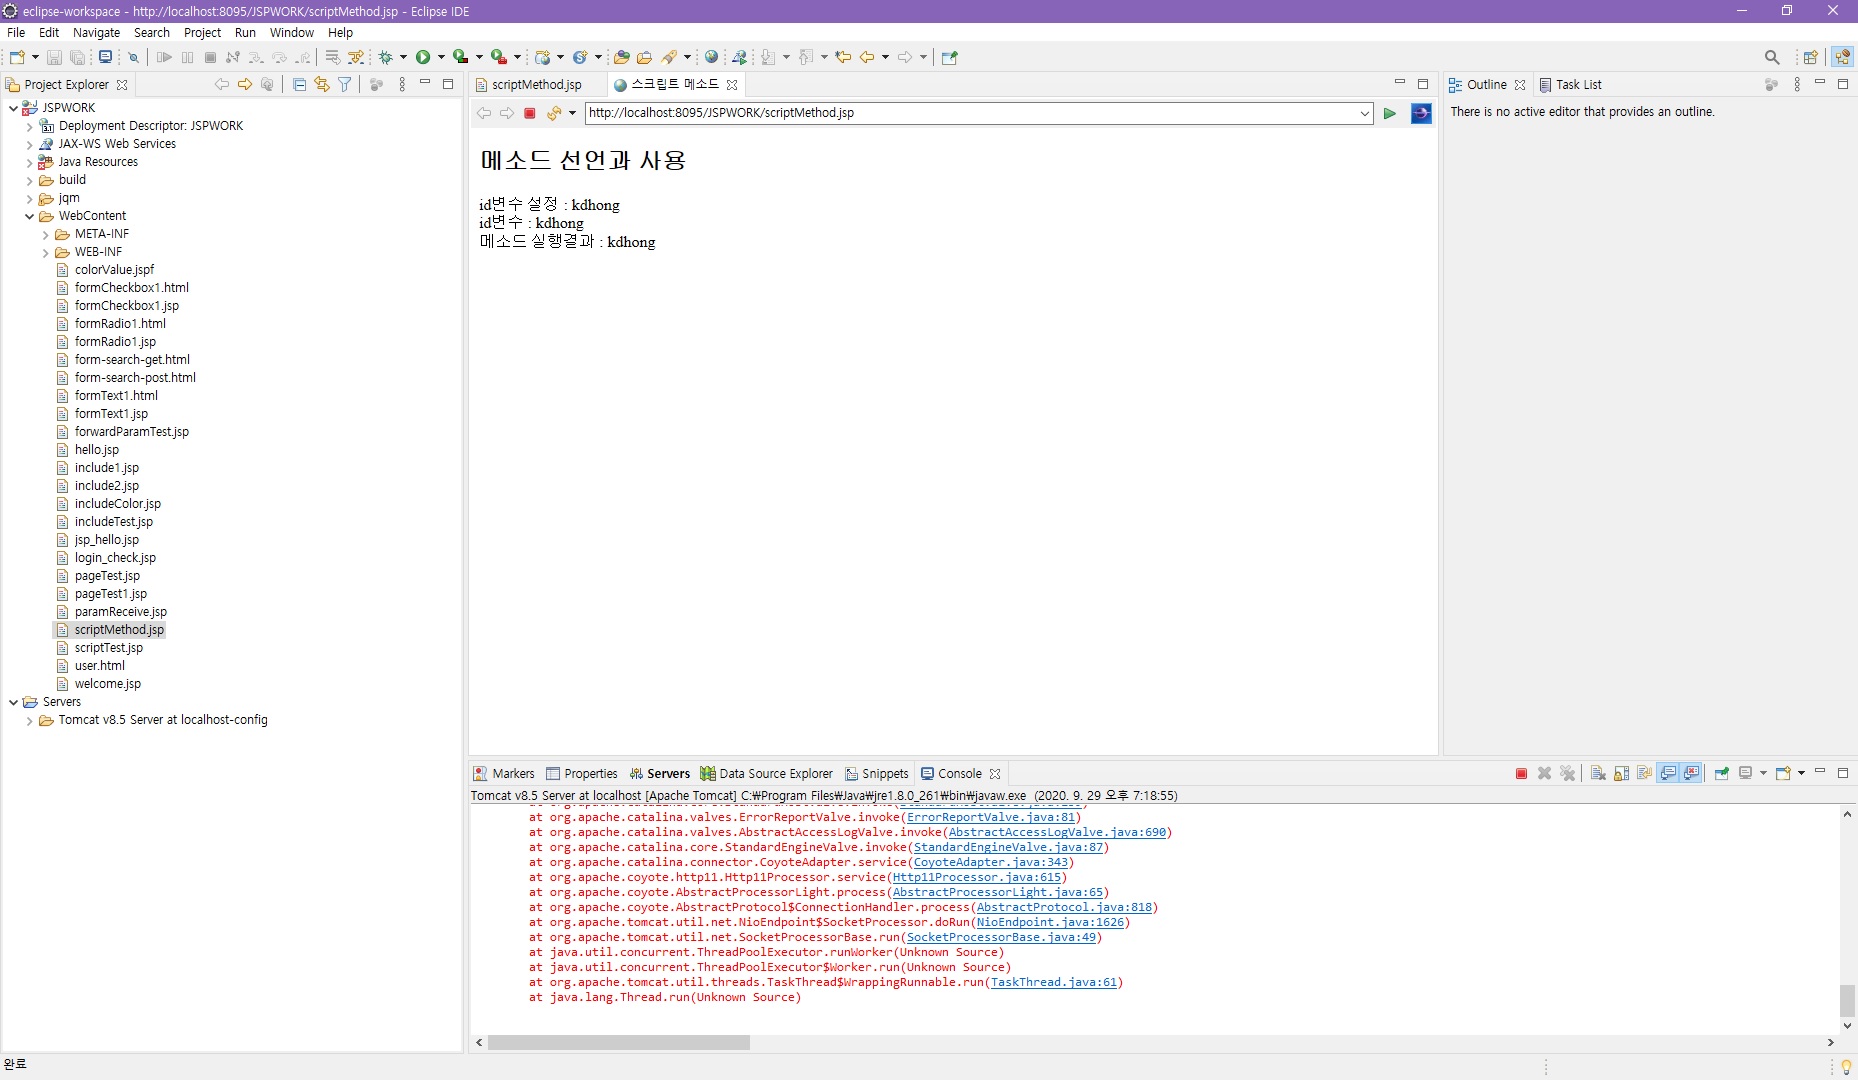 eclipse-workspace - http://localhost:8095/JSPWORK/scriptMethod.jsp - Eclipse IDE
File Edit Navigate Search Project Run Window Help
Project Explorer
JSPWORK
Deployment Descriptor: JSPWORK
JAX-WS Web Services
Java Resources
build
jqm
WebContent
META-INF
WEB-INF
colorValue.jspf
formCheckbox1.html
formCheckbox1.jsp
formRadio1.html
formRadio1.jsp
form-search-get.html
form-search-post.html
formText1.html
formText1.jsp
forwardParamTest.jsp
hello.jsp
include1.jsp
include2.jsp
includeColor.jsp
includeTest.jsp
jsp_hello.jsp
login_check.jsp
pageTest.jsp
pageTest1.jsp
paramReceive.jsp
scriptMethod.jsp
scriptTest.jsp
user.html
welcome.jsp
Servers
Tomcat v8.5 Server at localhost-config
scriptMethod.jsp 스크립트 메소드
http://localhost:8095/JSPWORK/scriptMethod.jsp
메소드 선언과 사용
id변수 설정 : kdhong
id변수 : kdhong
메소드 실행결과 : kdhong
Outline Task List
There is no active editor that provides an outline.
Markers Properties Servers Data Source Explorer Snippets Console
Tomcat v8.5 Server at localhost [Apache Tomcat] C:₩Program Files₩Java₩jre1.8.0_261₩bin₩javaw.exe (2020. 9. 29 오후 7:18:55)
at org.apache.catalina.valves.ErrorReportValve.invoke(ErrorReportValve.java:81)
at org.apache.catalina.valves.AbstractAccessLogValve.invoke(AbstractAccessLogValve.java:690)
at org.apache.catalina.core.StandardEngineValve.invoke(StandardEngineValve.java:87)
at org.apache.catalina.connector.CoyoteAdapter.service(CoyoteAdapter.java:343)
at org.apache.coyote.http11.Http11Processor.service(Http11Processor.java:615)
at org.apache.coyote.AbstractProcessorLight.process(AbstractProcessorLight.java:65)
at org.apache.coyote.AbstractProtocol$ConnectionHandler.process(AbstractProtocol.java:818)
at org.apache.tomcat.util.net.NioEndpoint$SocketProcessor.doRun(NioEndpoint.java:1626)
at org.apache.tomcat.util.net.SocketProcessorBase.run(SocketProcessorBase.java:49)
at java.util.concurrent.ThreadPoolExecutor.runWorker(Unknown Source)
at java.util.concurrent.ThreadPoolExecutor$Worker.run(Unknown Source)
at org.apache.tomcat.util.threads.TaskThread$WrappingRunnable.run(TaskThread.java:61)
at java.lang.Thread.run(Unknown Source)
완료